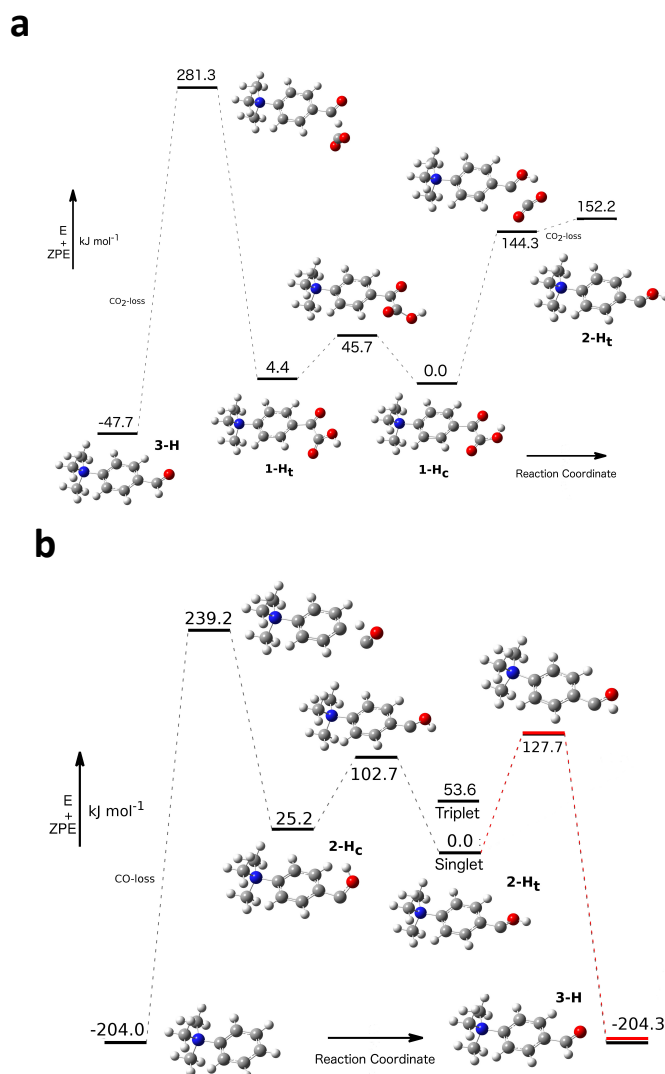 a
281.3
E
+
ZPE
kJ mol-1
CO2-loss
-47.7
3-H
4.4
1-Ht
45.7
0.0
1-Hc
144.3
CO2-loss
152.2
2-Ht
Reaction Coordinate
b
239.2
E
+
ZPE
kJ mol-1
CO-loss
25.2
2-Hc
102.7
53.6
Triplet
0.0
Singlet
2-Ht
127.7
-204.0
Reaction Coordinate
3-H
-204.3